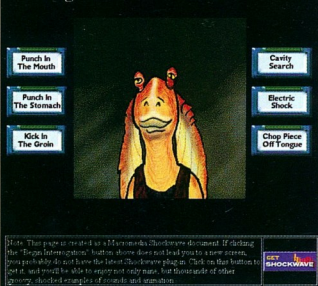 Punch In
The Mouth
Cavity
Search
Punch In
The Stomach
Electric
Shock
Kick In
The Groin
Chop Piece
Off Tongue
Note: This page is created as a Macromedia Shockwave document. If clicking
the "Begin Interrogation" button above does not lead you to a new screen,
you probably do not have the latest Shockwave plug-in. Click on this button to
get it, and you'll be able to enjoy not only mine, but thousands of other
groovy, shocked examples of sounds and animation
GET
SHOCKWAVE